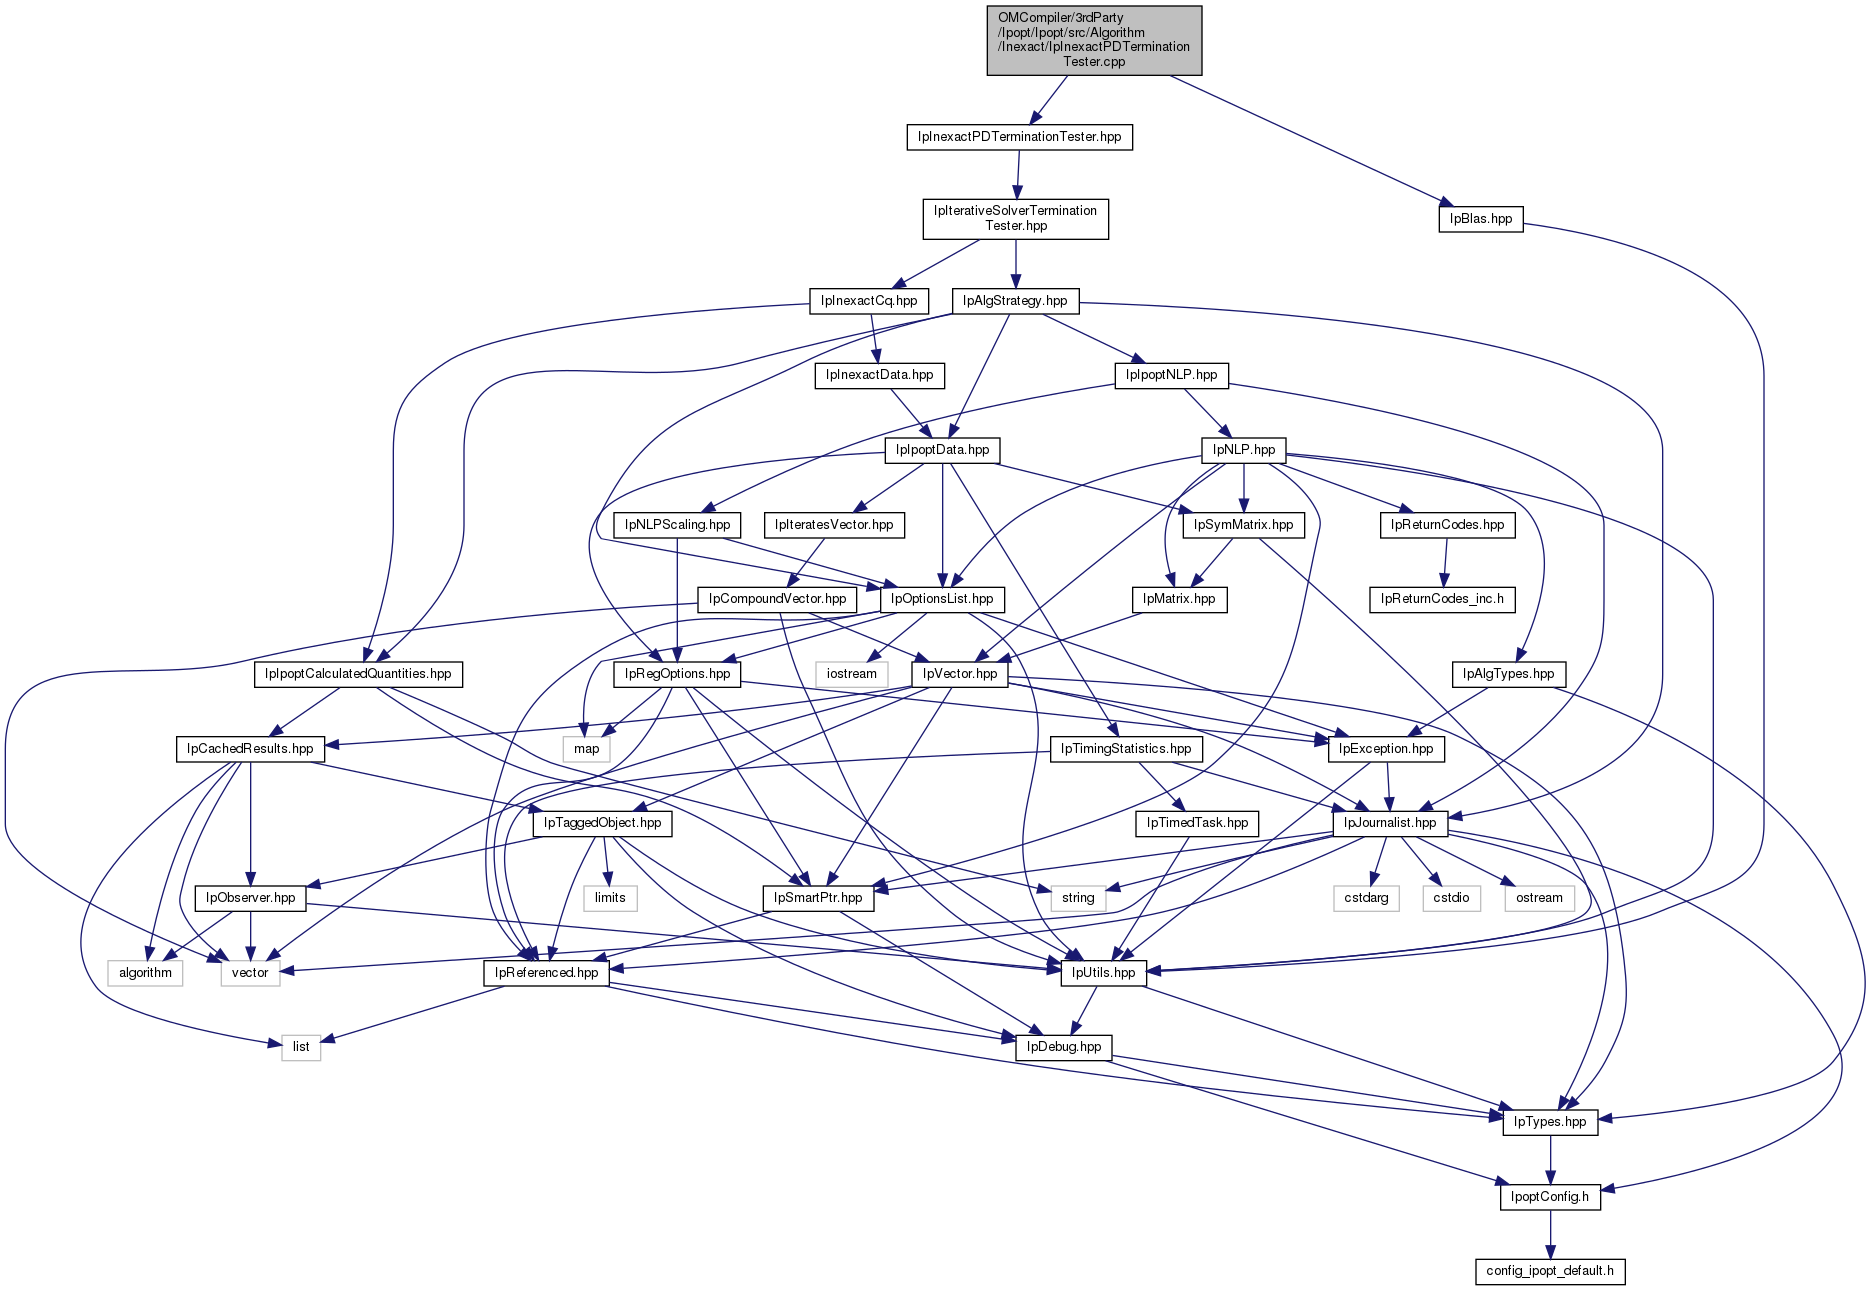 OMCompiler/3rdParty
/Ipopt/Ipopt/src/Algorithm
/Inexact/IpInexactPDTermination
Tester.cpp
IpInexactPDTerminationTester.hpp
IpIterativeSolverTermination
Tester.hpp
IpBlas.hpp
IpInexactCq.hpp
IpAlgStrategy.hpp
IpInexactData.hpp
IpIpoptNLP.hpp
IpIpoptData.hpp
IpNLP.hpp
IpNLPScaling.hpp
IpIteratesVector.hpp
IpSymMatrix.hpp
IpReturnCodes.hpp
IpCompoundVector.hpp
IpOptionsList.hpp
IpMatrix.hpp
IpReturnCodes_inc.h
IpIpoptCalculatedQuantities.hpp
IpRegOptions.hpp
iostream
IpVector.hpp
IpAlgTypes.hpp
IpCachedResults.hpp
map
IpTimingStatistics.hpp
IpException.hpp
IpTaggedObject.hpp
IpTimedTask.hpp
IpJournalist.hpp
IpObserver.hpp
limits
IpSmartPtr.hpp
string
cstdarg
cstdio
ostream
algorithm
vector
IpReferenced.hpp
IpUtils.hpp
list
IpDebug.hpp
IpTypes.hpp
IpoptConfig.h
config_ipopt_default.h